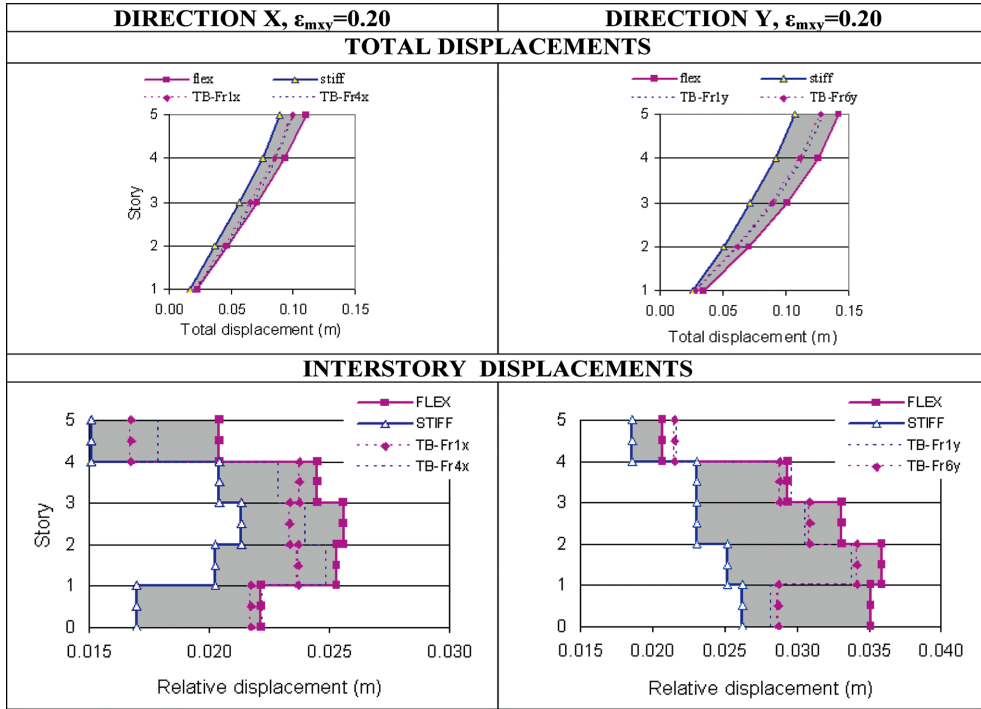 DIRECTION X, εmxy=0.20
DIRECTION Y, εmxy=0.20
TOTAL DISPLACEMENTS
flex
stiff
TB-Fr1x
TB-Fr4x
5
4
3
2
1
Story
0.00
0.05
0.10
0.15
Total displacement (m)
flex
stiff
TB-Fr1y
TB-Fr6y
5
4
3
2
1
0.00
0.05
0.10
0.15
Total displacement (m)
INTERSTORY DISPLACEMENTS
FLEX
STIFF
TB-Fr1x
TB-Fr4x
5
4
3
2
1
0
Story
0.015
0.020
0.025
0.030
Relative displacement (m)
FLEX
STIFF
TB-Fr1y
TB-Fr6y
5
4
3
2
1
0
0.015
0.020
0.025
0.030
0.035
0.040
Relative displacement (m)